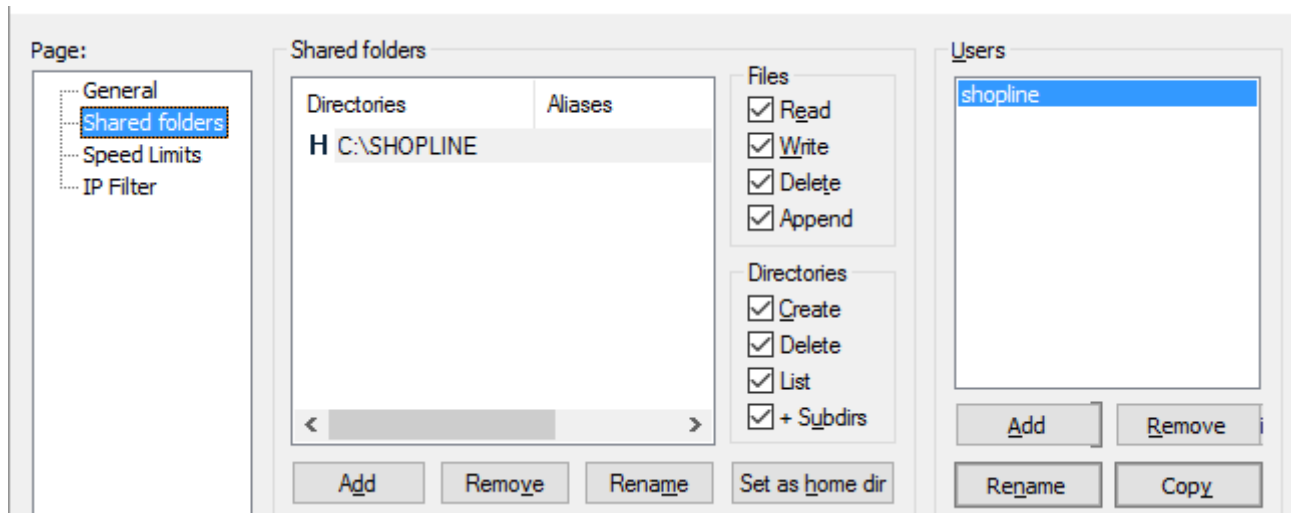 Page:
General
Shared folders
Speed Limits
IP Filter
Shared folders
Directories Aliases
H C:\SHOPLINE
Add Remove Rename Set as home dir
Files
Read
Write
Delete
Append
Directories
Create
Delete
List
+ Subdirs
Users
shopline
Add Remove
Rename Copy